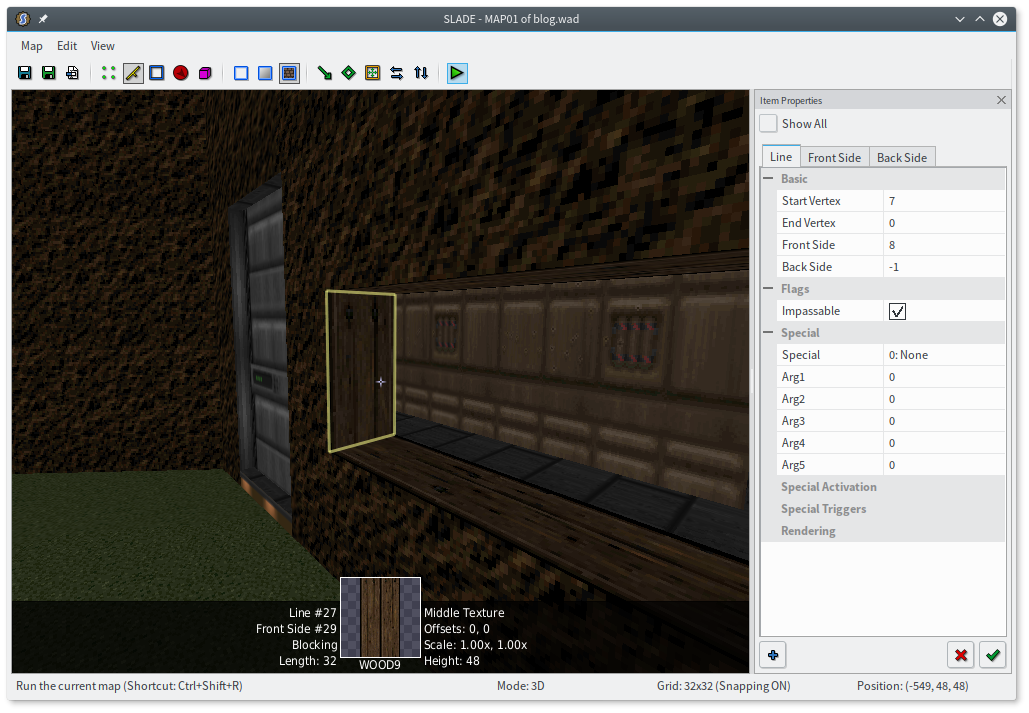 SLADE - MAP01 of blog.wad
Map Edit View
Item Properties
Show All
Line Front Side Back Side
Basic
Start Vertex 7
End Vertex 0
Front Side 8
Back Side -1
Flags
Impassable
Special
Special 0: None
Arg1 0
Arg2 0
Arg3 0
Arg4 0
Arg5 0
Special Activation
Special Triggers
Rendering
Line #27
Front Side #29
Blocking
Length: 32
WOOD9
Middle Texture
Offsets: 0, 0
Scale: 1.00x, 1.00x
Height: 48
Run the current map (Shortcut: Ctrl+Shift+R) Mode: 3D Grid: 32x32 (Snapping ON) Position: (-549, 48, 48)